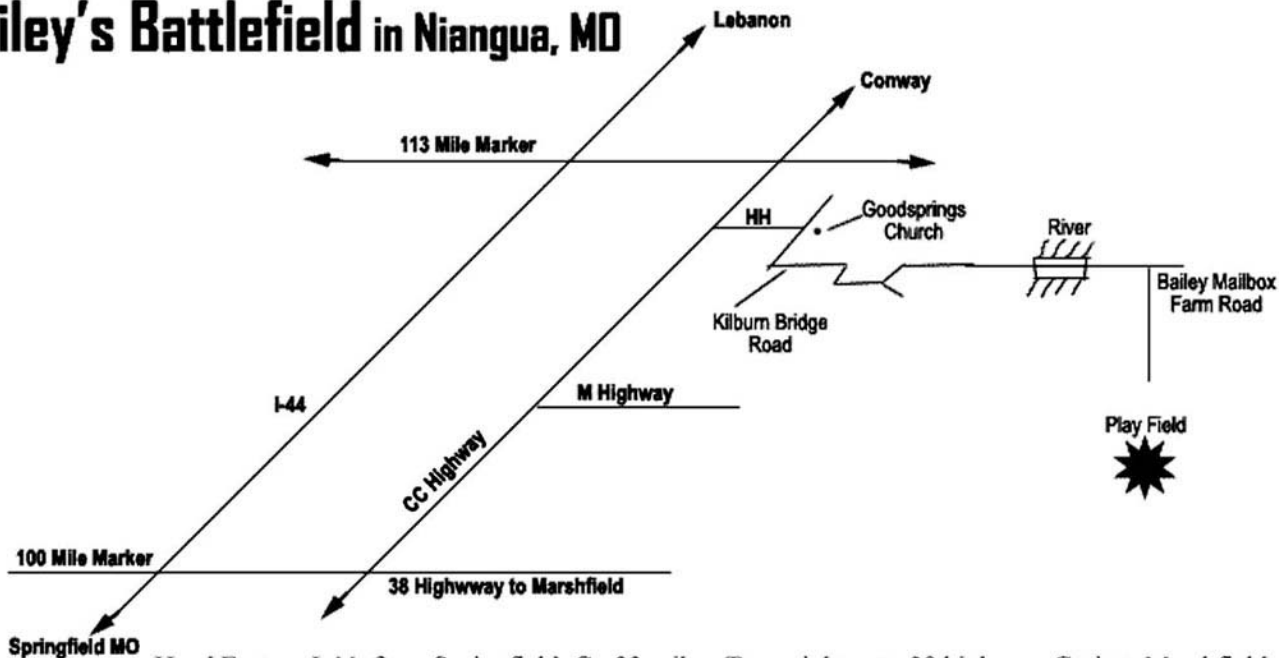 iley's Battlefield in Niangua, MO
Lebanon
Conway
113 Mile Marker
HH
Goodsprings
Church
River
Bailey Mailbox
Farm Road
Kilburn Bridge
Road
I-44
M Highway
Play Field
CC Highway
100 Mile Marker
38 Highwway to Marshfield
Springfield MO